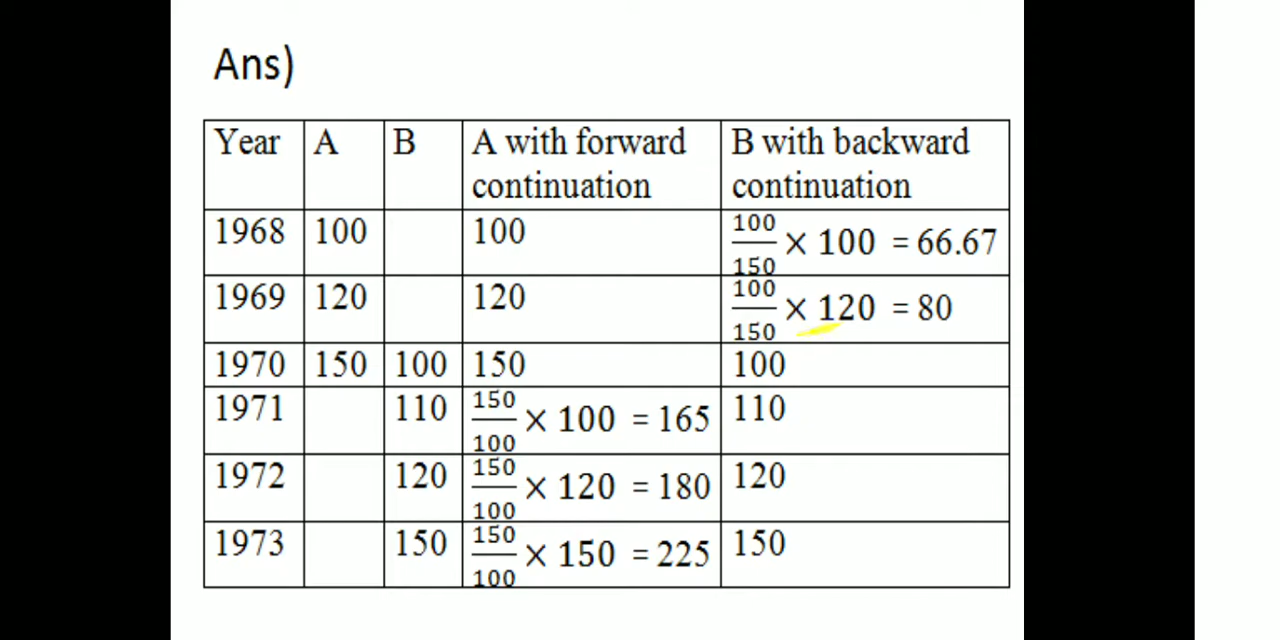 Ans)
Year A B A with forward continuation B with backward continuation
1968 100 100 100/150 × 100 = 66.67
1969 120 120 100/150 × 120 = 80
1970 150 100 150 100
1971 110 150/100 × 100 = 165 110
1972 120 150/100 × 120 = 180 120
1973 150 150/100 × 150 = 225 150